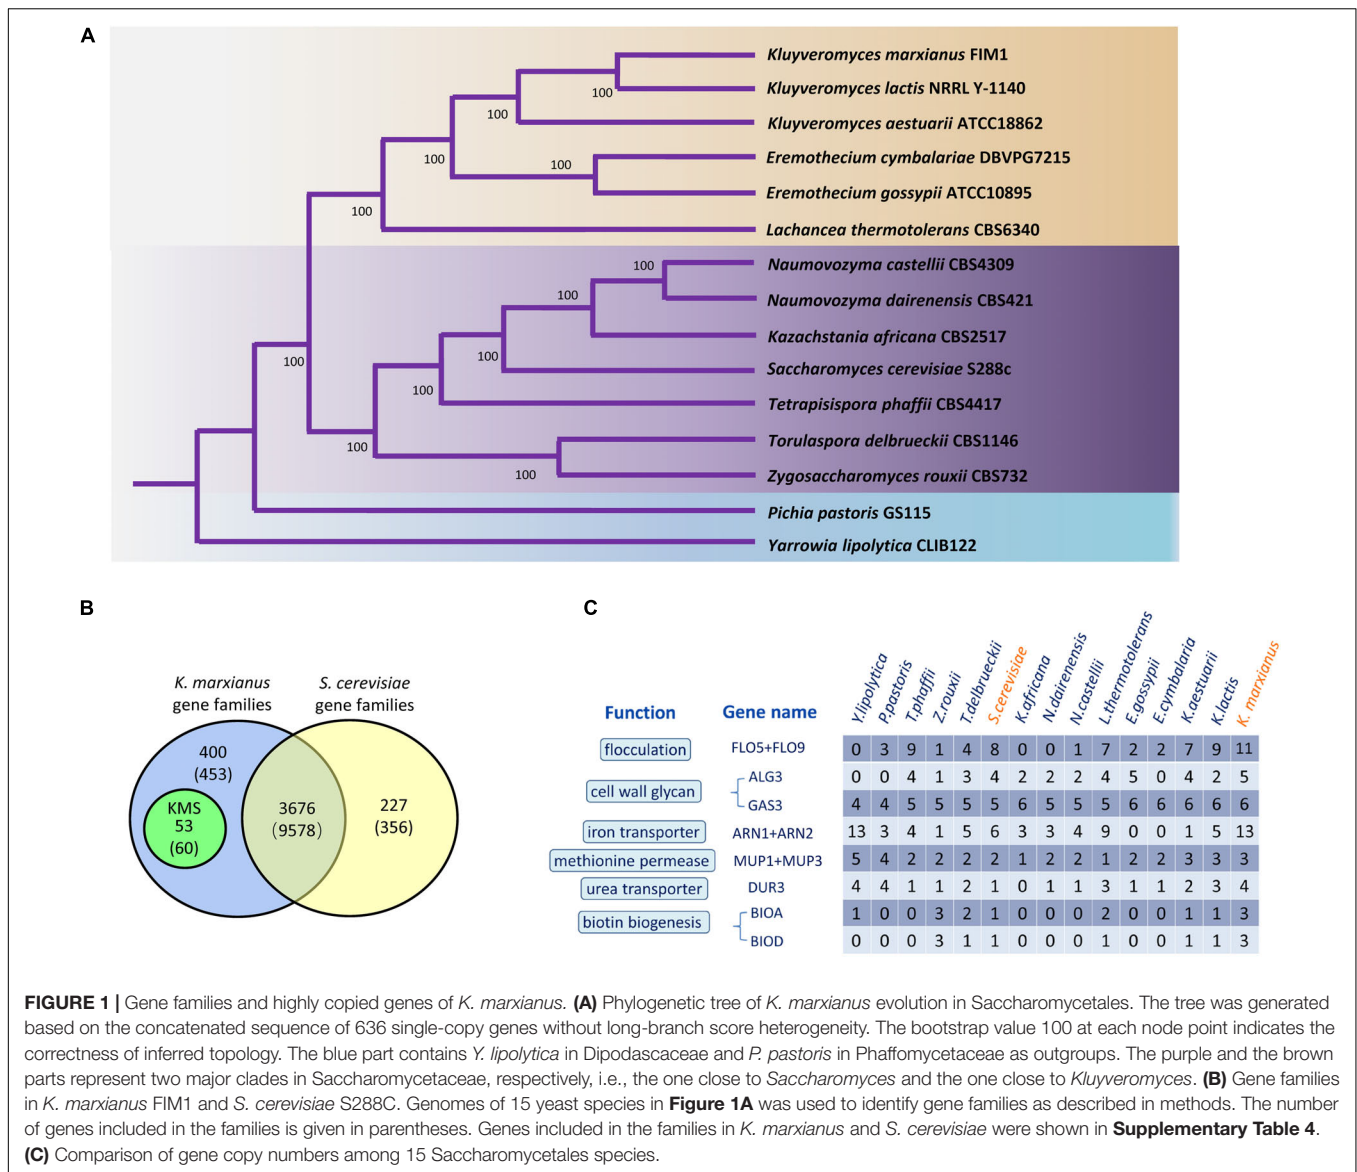 A
Kluyveromyces marxianus FIM1
100
Kluyveromyces lactis NRRL Y-1140
100
Kluyveromyces aestuarii ATCC18862
100
100
Eremothecium cymbalariae DBVPG7215
Eremothecium gossypii ATCC10895
100
Lachancea thermotolerans CBS6340
100
Naumovozyma castellii CBS4309
100
Naumovozyma dairenensis CBS421
Kazachstania africana CBS2517
100
100
Saccharomyces cerevisiae S288c
100
Tetrapisispora phaffii CBS4417
100
Torulaspora delbrueckii CBS1146
100
Zygosaccharomyces rouxii CBS732
Pichia pastoris GS115
Yarrowia lipolytica CLIB122
B
K. marxianus
gene families
S. cerevisiae
gene families
400
(453)
KMS
53
(60)
3676
(9578)
227
(356)
C
Function Gene name Y.lipolytica P.pastoris T.phaffii Z.rouxii T.delbrueckii S.cerevisiae K.africana N.dairenensis N.castellii L.thermotolerans E.gossypii E.cymbalaria K.aestuarii K.lactis K. marxianus
flocculation FLO5+FLO9 0 3 9 1 4 8 0 0 1 7 2 2 7 9 11
cell wall glycan
ALG3 0 0 4 1 3 4 2 2 2 4 5 0 4 2 5
GAS3 4 4 5 5 5 5 6 5 5 5 6 6 6 6 6
iron transporter ARN1+ARN2 13 3 4 1 5 6 3 3 4 9 0 0 1 5 13
methionine permease MUP1+MUP3 5 4 2 2 2 2 1 2 2 1 2 2 3 3 3
urea transporter DUR3 4 4 1 1 2 1 0 1 1 3 1 1 2 3 4
biotin biogenesis
BIOA 1 0 0 3 2 1 0 0 0 2 0 0 1 1 3
BIOD 0 0 0 3 1 1 0 0 0 1 0 0 1 1 3
FIGURE 1 | Gene families and highly copied genes of K. marxianus. (A) Phylogenetic tree of K. marxianus evolution in Saccharomycetales. The tree was generated
based on the concatenated sequence of 636 single-copy genes without long-branch score heterogeneity. The bootstrap value 100 at each node point indicates the
correctness of inferred topology. The blue part contains Y. lipolytica in Dipodascaceae and P. pastoris in Phaffomycetaceae as outgroups. The purple and the brown
parts represent two major clades in Saccharomycetaceae, respectively, i.e., the one close to Saccharomyces and the one close to Kluyveromyces. (B) Gene families
in K. marxianus FIM1 and S. cerevisiae S288C. Genomes of 15 yeast species in Figure 1A was used to identify gene families as described in methods. The number
of genes included in the families is given in parentheses. Genes included in the families in K. marxianus and S. cerevisiae were shown in Supplementary Table 4.
(C) Comparison of gene copy numbers among 15 Saccharomycetales species.